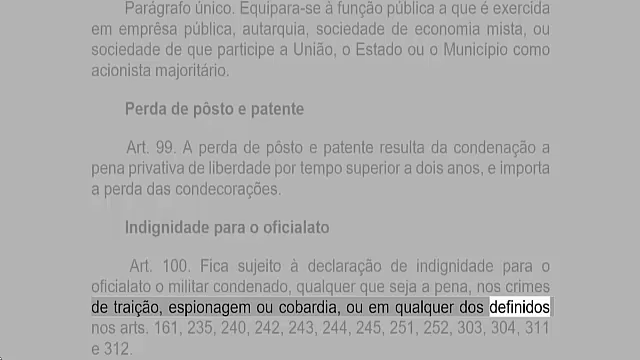 Parágrafo único. Equipara-se à função pública a que é exercida
em emprêsa pública, autarquia, sociedade de economia mista, ou
sociedade de que participe a União, o Estado ou o Município como
acionista majoritário.
Perda de pôsto e patente
Art. 99. A perda de pôsto e patente resulta da condenação a
pena privativa de liberdade por tempo superior a dois anos, e importa
a perda das condecorações.
Indignidade para o oficialato
Art. 100. Fica sujeito à declaração de indignidade para o
oficialato o militar condenado, qualquer que seja a pena, nos crimes
de traição, espionagem ou cobardia, ou em qualquer dos definidos
nos arts. 161, 235, 240, 242, 243, 244, 245, 251, 252, 303, 304, 311
e 312.